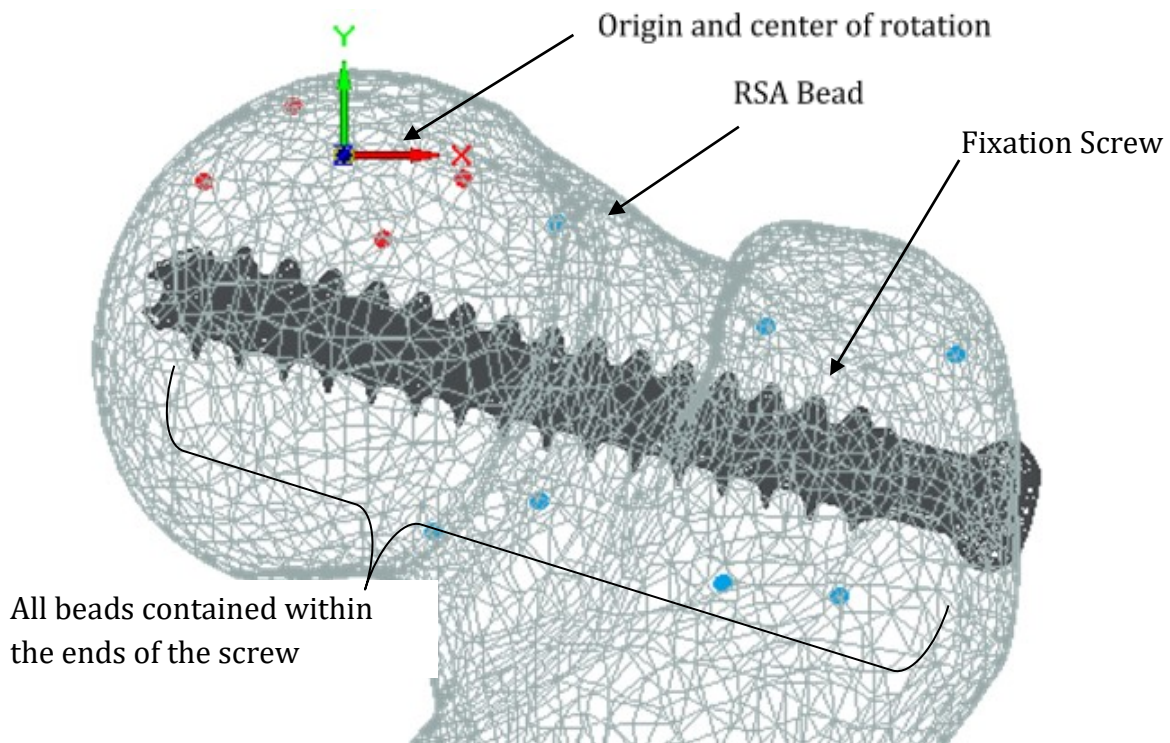 Origin and center of rotation
Y
RSA Bead
Fixation Screw
X
All beads contained within
the ends of the screw